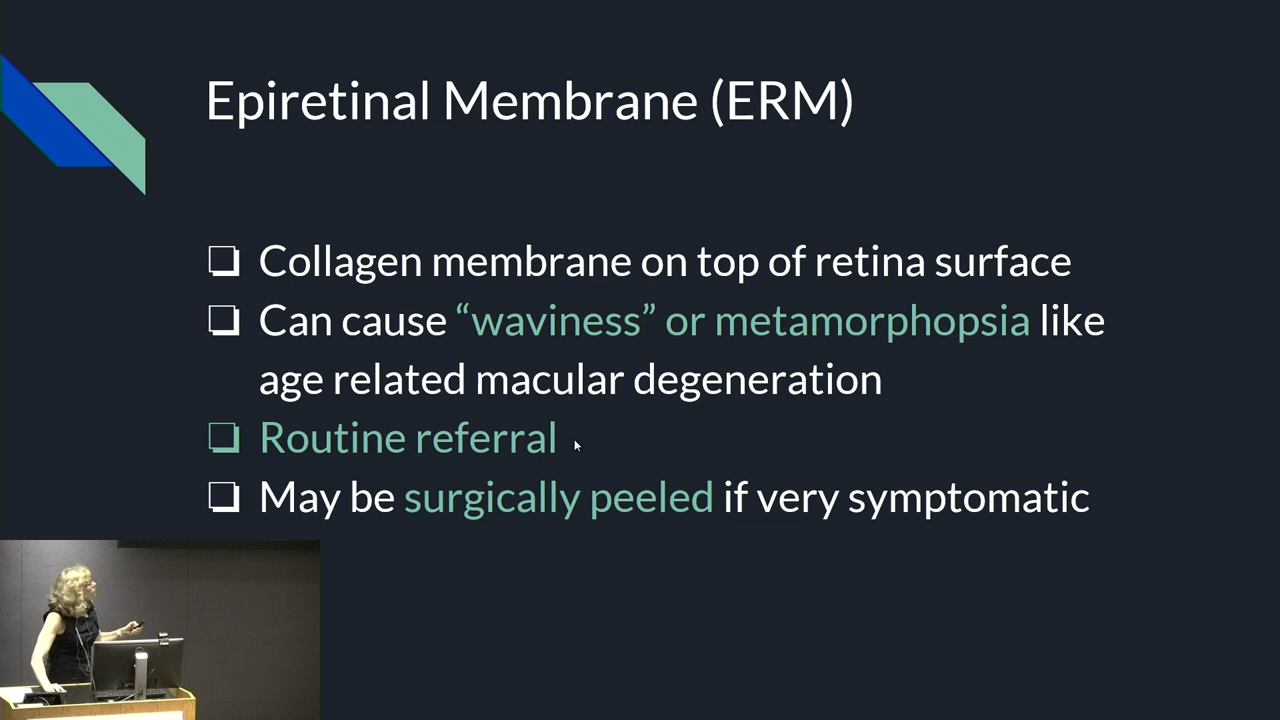 Epiretinal Membrane (ERM)
❏ Collagen membrane on top of retina surface
❏ Can cause “waviness” or metamorphopsia like
age related macular degeneration
❏ Routine referral
❏ May be surgically peeled if very symptomatic